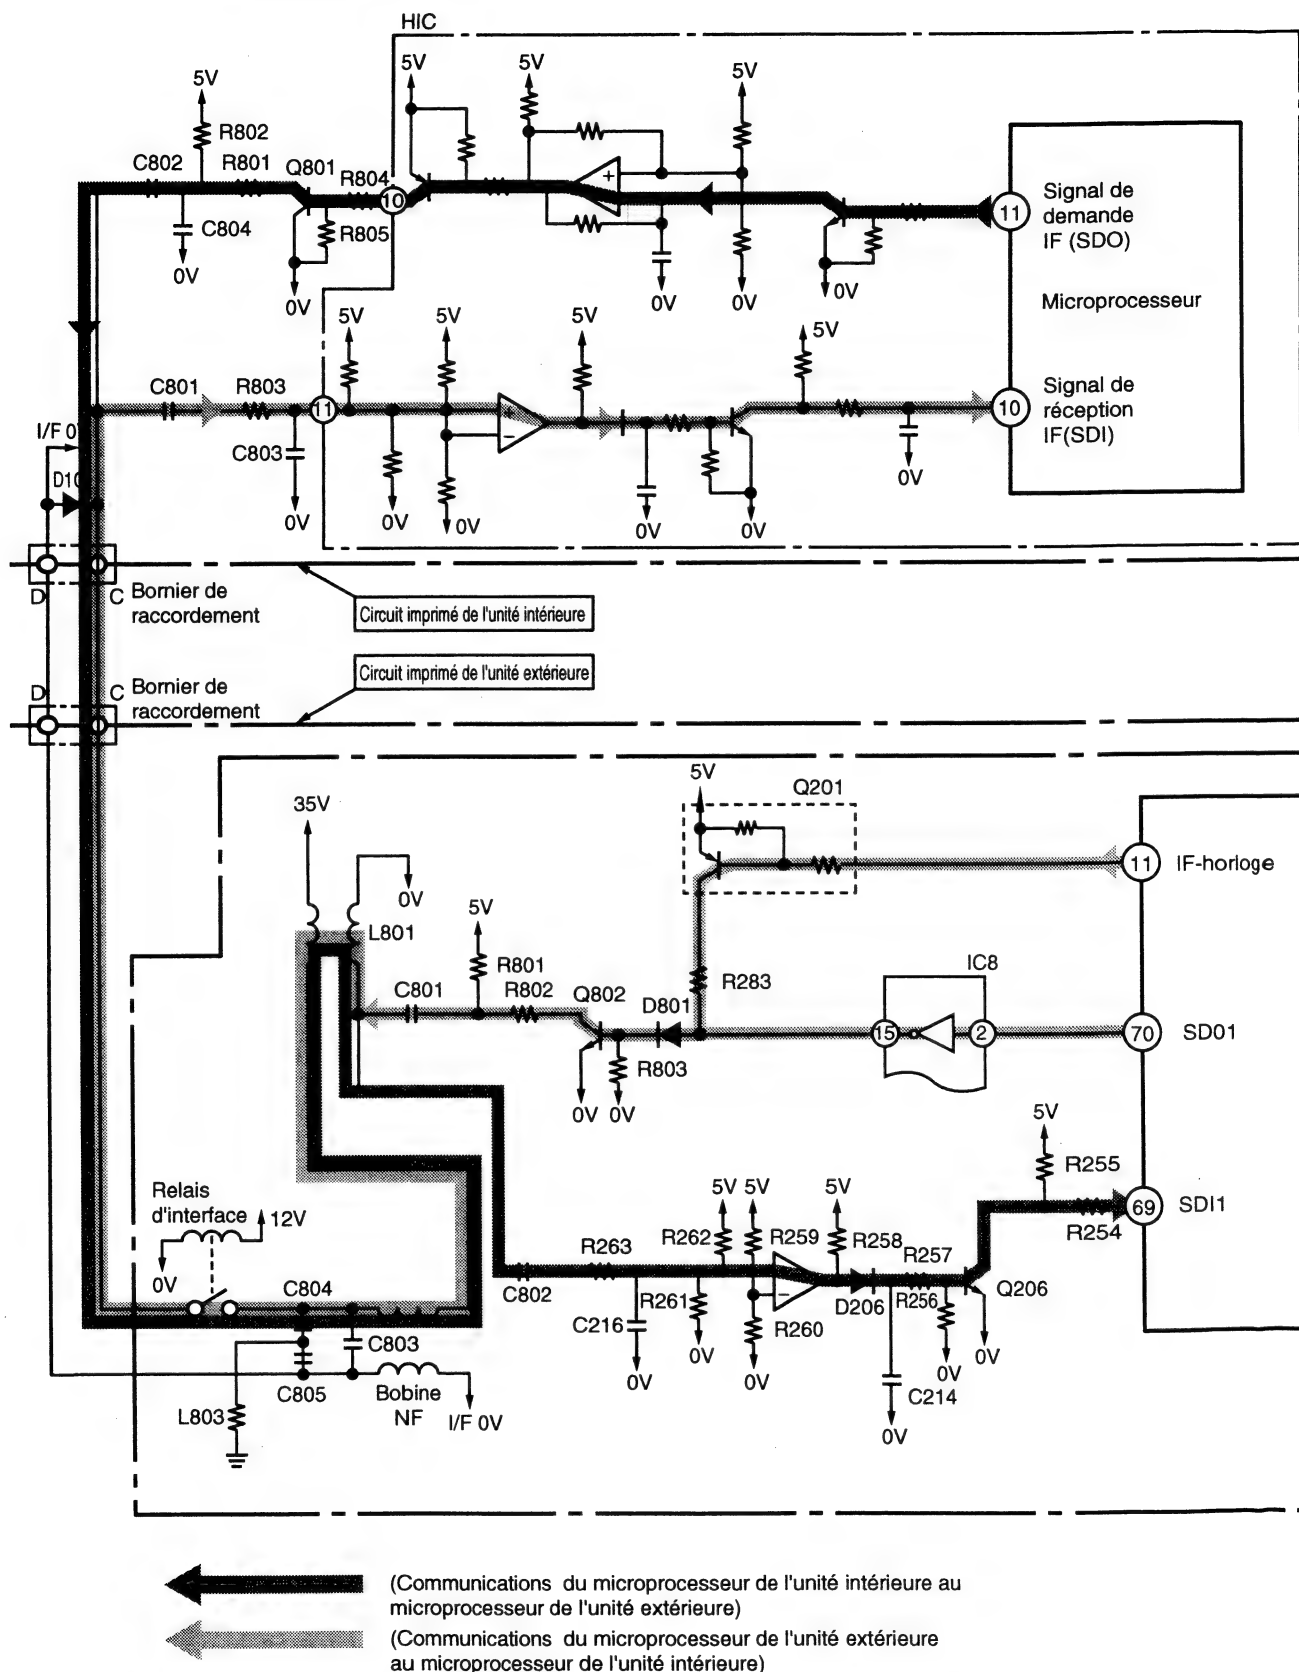 HIC
5V
5V
5V
5V
R802
C802
R801
Q801
R804
10
11
Signal de
demande
IF (SDO)
C804
R805
0V
0V
0V
0V
0V
Microprocesseur
5V
5V
5V
5V
C801
R803
11
10
Signal de
réception
IF(SDI)
I/F 0
C803
D10
0V
0V
0V
0V
0V
0V
D
C
Bornier de
raccordement
Circuit imprimé de l'unité intérieure
Circuit imprimé de l'unité extérieure
D
C
Bornier de
raccordement
5V
Q201
35V
11
IF-horloge
0V
5V
L801
R801
R283
IC8
C801
R802
Q802
D801
15
2
70
SD01
R803
0V
0V
5V
R255
Relais
d'interface
12V
5V
5V
5V
69
SDI1
R254
0V
R263
R262
R259
R258
R257
C804
C802
R261
D206
R256
Q206
C216
R260
C803
0V
0V
0V
0V
0V
C214
C805
Bobine
NF
L803
I/F 0V
0V
(Communications du microprocesseur de l'unité intérieure au
microprocesseur de l'unité extérieure)
(Communications du microprocesseur de l'unité extérieure
au microprocesseur de l'unité intérieure)